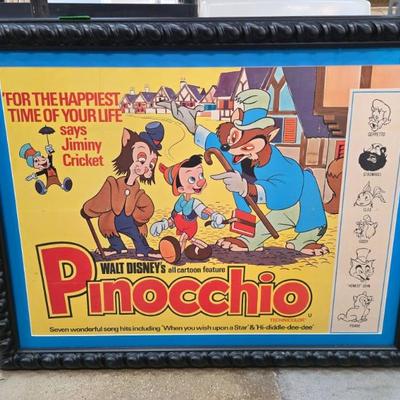 'FOR THE HAPPIEST
TIME OF YOUR LIFE'
says
Jiminy
Cricket
GEPPETTO
STROMBOLI
CLEO
GIDDY
"HONEST" JOHN
FIGARO
WALT DISNEY'S all cartoon feature
PINOCCHIO
TECHNICOLOR
U
Seven wonderful song hits including 'When you wish upon a Star' & 'Hi-diddle-dee-dee'